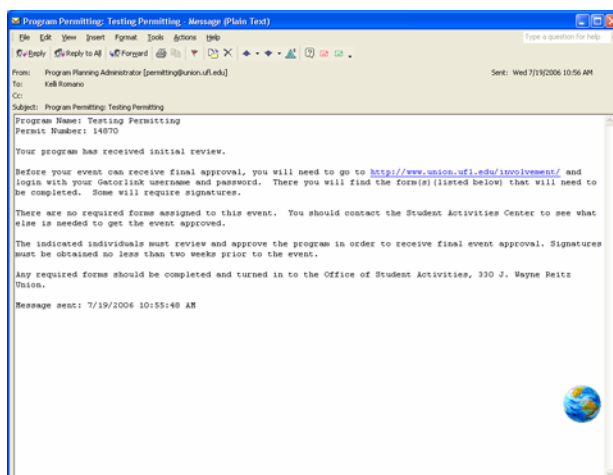 Program Permitting: Testing Permitting - Message (Plain Text)
File Edit View Insert Format Tools Actions Help
Type a question for help
Reply Reply to All Forward
From: Program Planning Administrator [permitting@union.ufl.edu]
Sent: Wed 7/19/2006 10:56 AM
To: Kelli Romano
Cc:
Subject: Program Permitting: Testing Permitting
Program Name: Testing Permitting
Permit Number: 14870
Your program has received initial review.
Before your event can receive final approval, you will need to go to http://www.union.ufl.edu/involvement/ and
login with your Gatorlink username and password. There you will find the form(s)(listed below) that will need to
be completed. Some will require signatures.
There are no required forms assigned to this event. You should contact the Student Activities Center to see what
else is needed to get the event approved.
The indicated individuals must review and approve the program in order to receive final event approval. Signatures
must be obtained no less than two weeks prior to the event.
Any required forms should be completed and turned in to the Office of Student Activities, 330 J. Wayne Reitz
Union.
Message sent: 7/19/2006 10:55:48 AM